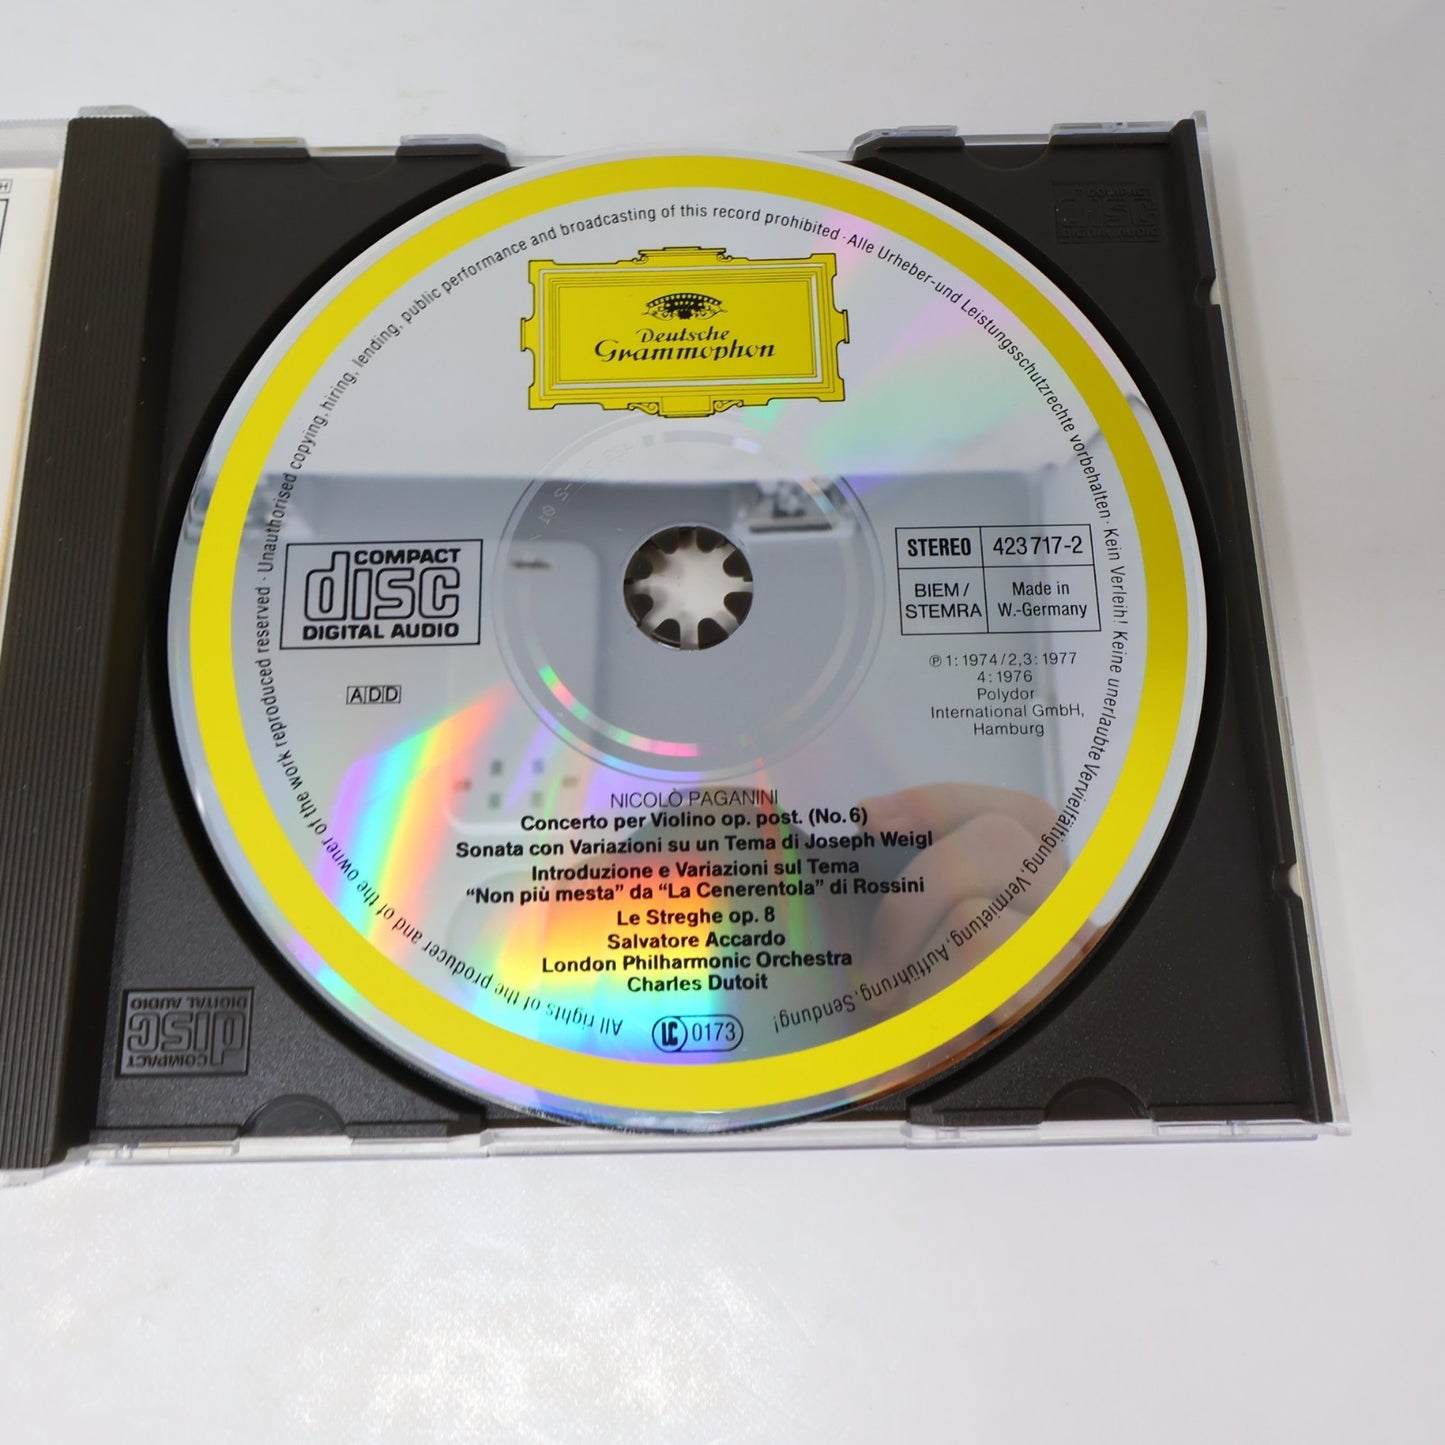 Deutsche
Grammophon
COMPACT
disc
DIGITAL AUDIO
ADD
STEREO
423 717-2
BIEM /
STEMRA
Made in
W.-Germany
℗ 1: 1974 / 2,3: 1977
4: 1976
Polydor
International GmbH,
Hamburg
NICOLÒ PAGANINI
Concerto per Violino op. post. (No. 6)
Sonata con Variazioni su un Tema di Joseph Weigl
Introduzione e Variazioni sul Tema
“Non più mesta” da “La Cenerentola” di Rossini
Le Streghe op. 8
Salvatore Accardo
London Philharmonic Orchestra
Charles Dutoit
LC 0173
All rights of the producer and of the owner of the work reproduced reserved · Unauthorised copying, hiring, lending, public performance and broadcasting of this record prohibited · Alle Urheber-und Leistungsschutzrechte vorbehalten · Kein Verleih! Keine unerlaubte Vervielfältigung, Vermietung, Aufführung, Sendung!
COMPACT
disc
DIGITAL AUDIO
COMPACT
disc
DIGITAL AUDIO